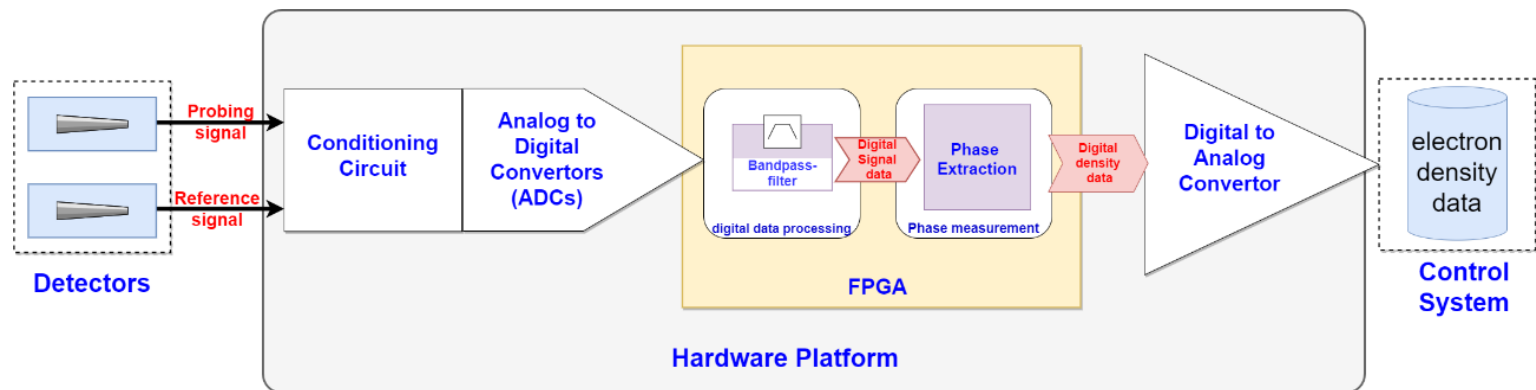 Probing
signal
Reference
signal
Detectors
Conditioning
Circuit
Analog to
Digital
Convertors
(ADCs)
Bandpass-
filter
digital data processing
Digital
Signal
data
Phase
Extraction
Phase measurement
FPGA
Digital
density
data
Digital to
Analog
Convertor
Hardware Platform
electron
density
data
Control
System